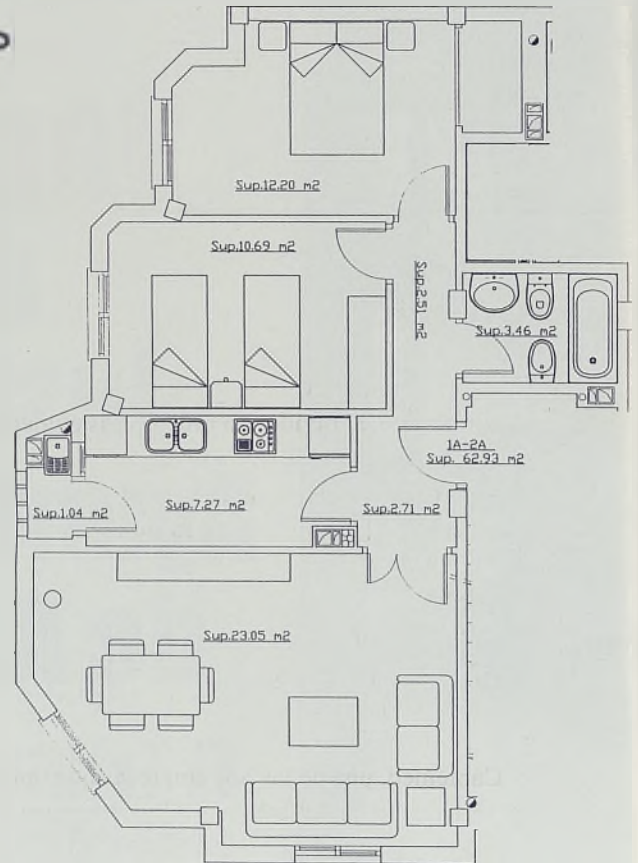 s
Sup.12.20 m2
Sup.10.69 m2
Sup.2.51 m2
Sup.3.46 m2
1A-2A
Sup. 62.93 m2
Sup.1.04 m2
Sup.7.27 m2
Sup.2.71 m2
Sup.23.05 m2